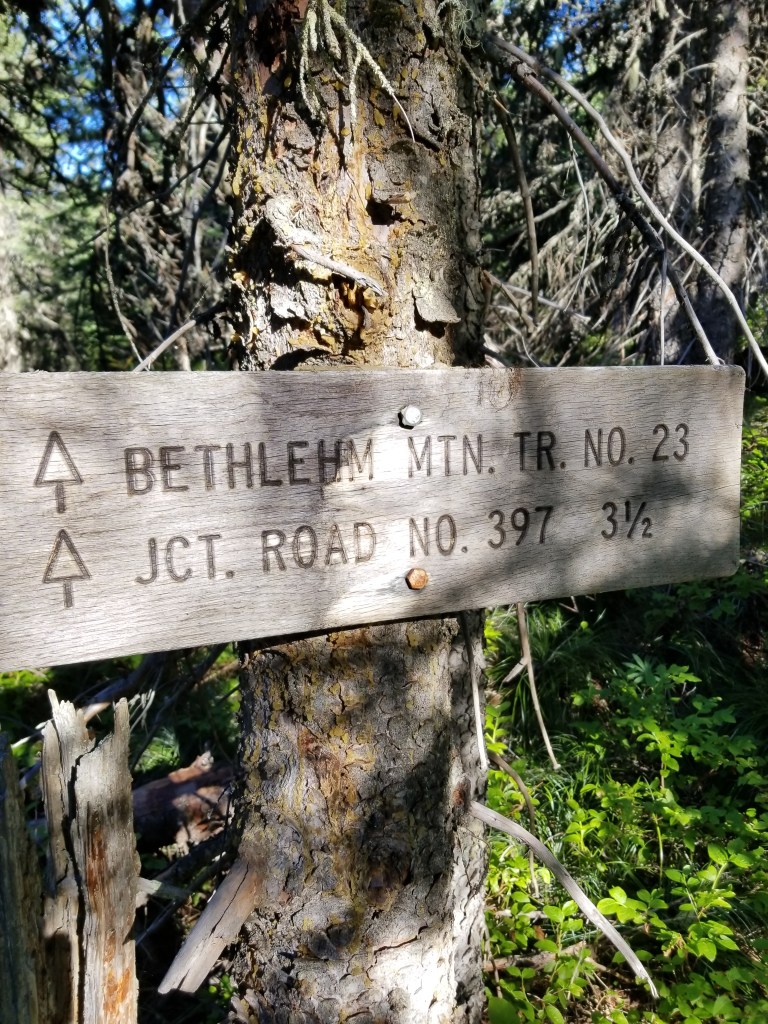 BETHLEHM MTN. TR. NO. 23
JCT. ROAD NO. 397 3½